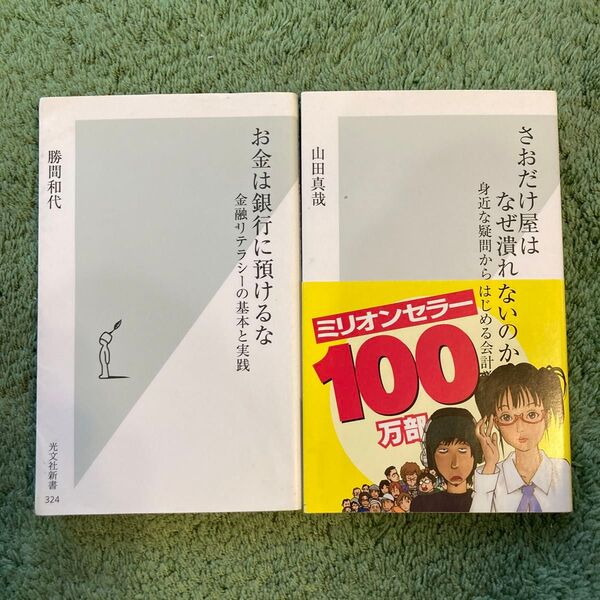 お金は銀行に預けるな
金融リテラシーの基本と実践
勝間和代
光文社新書
324
さおだけ屋は
なぜ潰れないのか
身近な疑問からはじめる会計
山田真哉
ミリオンセラー
100
万部